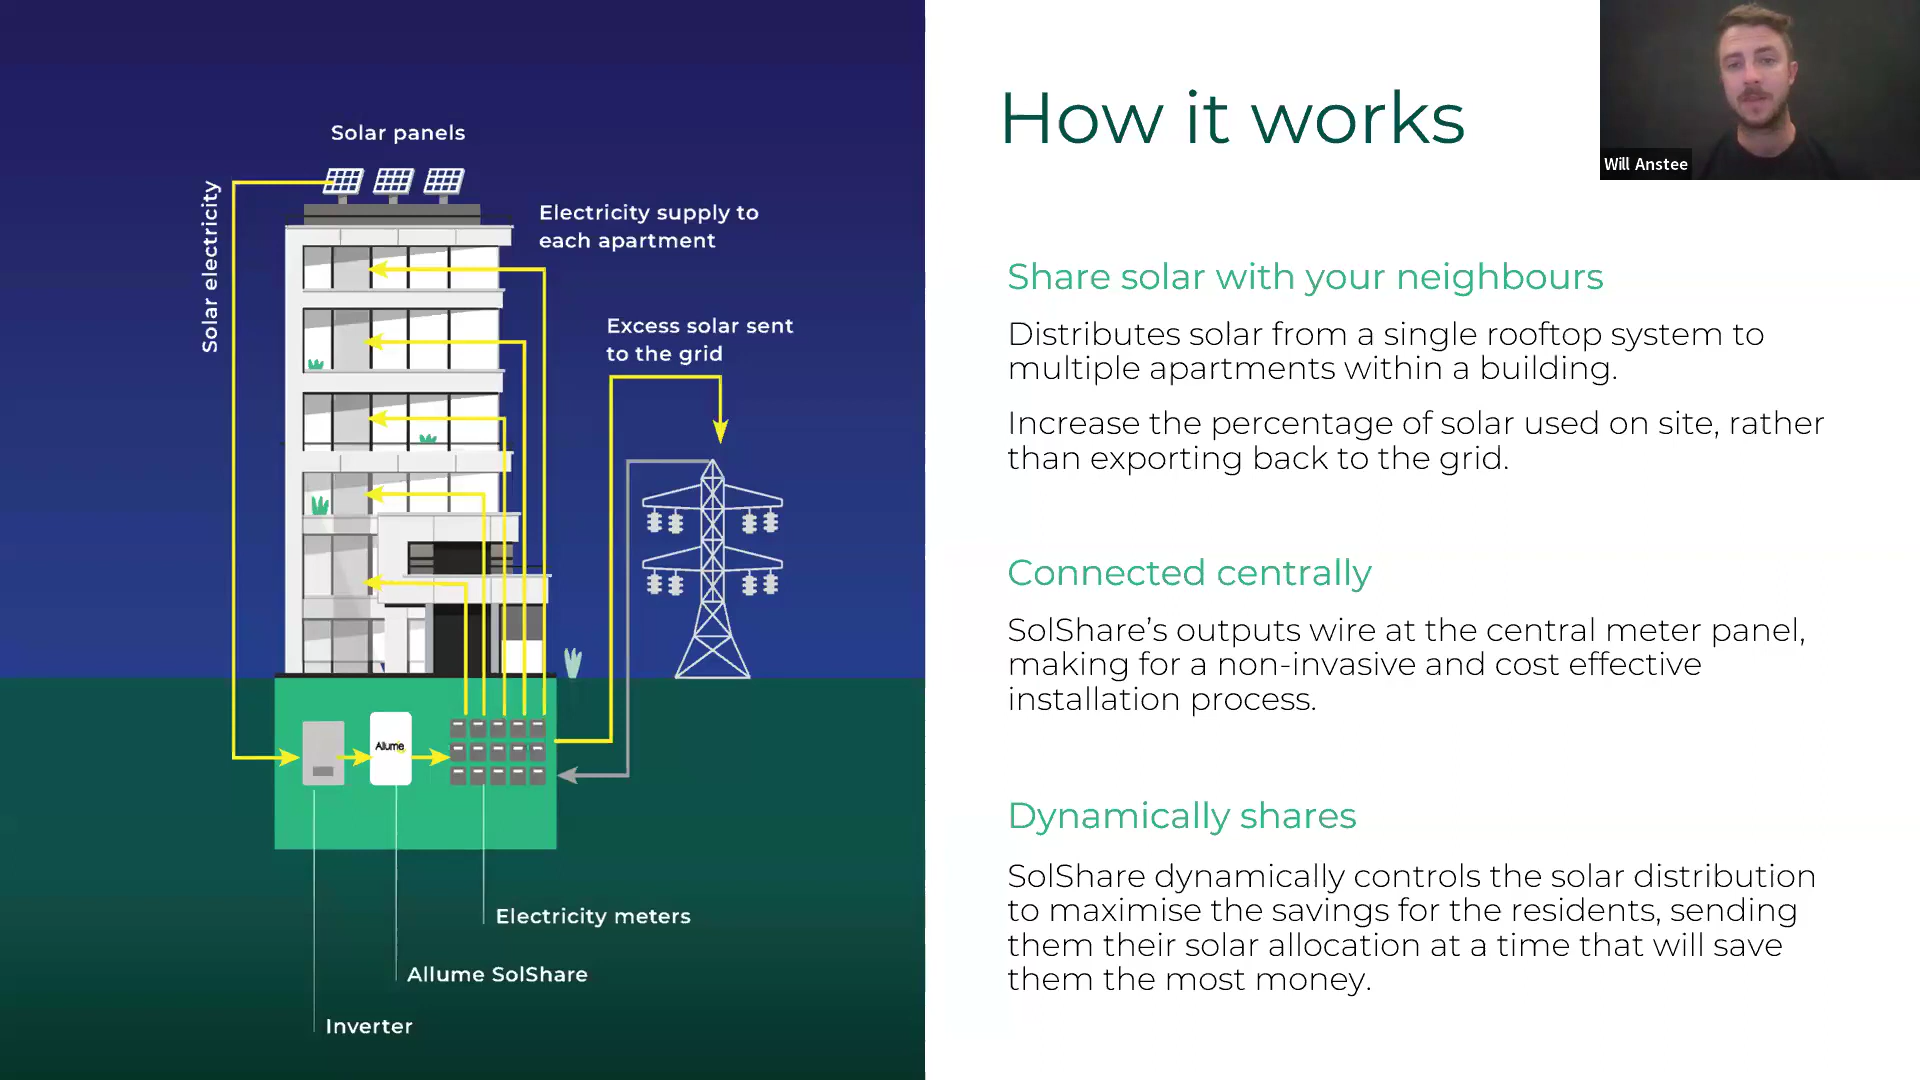 Solar panels
Solar electricity
Electricity supply to
each apartment
Excess solar sent
to the grid
Allume
Electricity meters
Allume SolShare
Inverter
How it works
Will Anstee
Share solar with your neighbours
Distributes solar from a single rooftop system to
multiple apartments within a building.
Increase the percentage of solar used on site, rather
than exporting back to the grid.
Connected centrally
SolShare’s outputs wire at the central meter panel,
making for a non-invasive and cost effective
installation process.
Dynamically shares
SolShare dynamically controls the solar distribution
to maximise the savings for the residents, sending
them their solar allocation at a time that will save
them the most money.